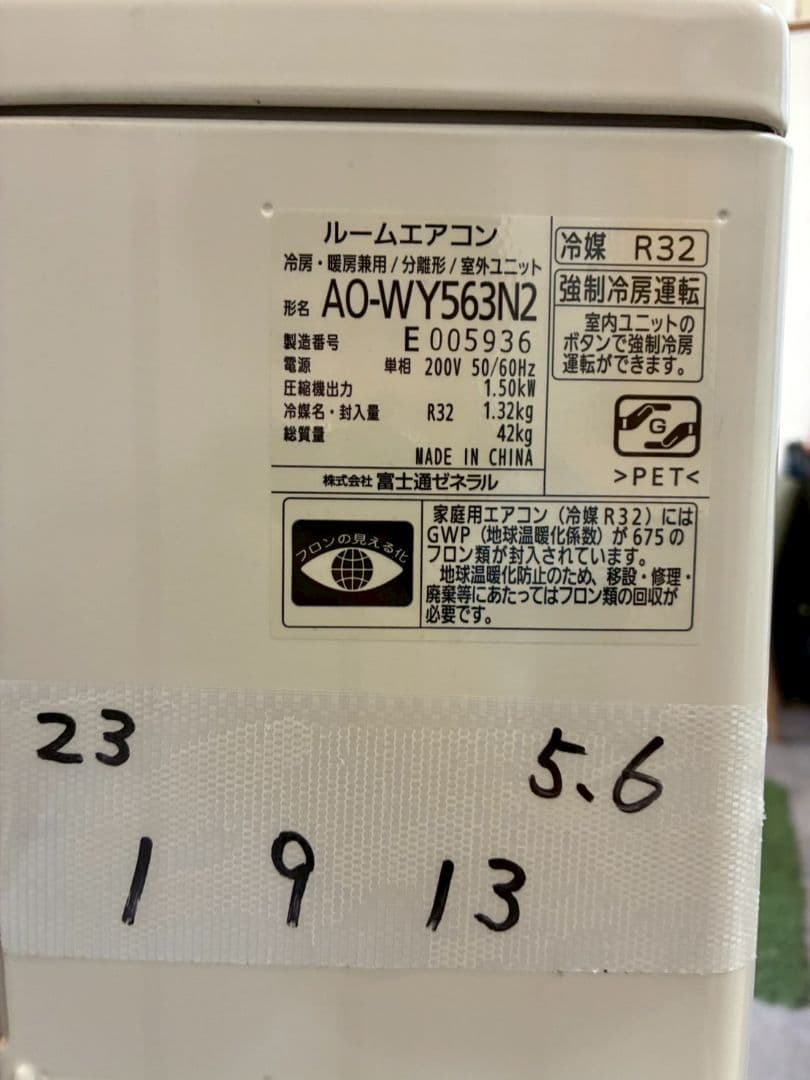 ルームエアコン
冷房・暖房兼用/分離形/室外ユニット
形名 AO-WY563N2
製造番号 E 005936
電源 単相 200V 50/60Hz
圧縮機出力 1.50kW
冷媒名・封入量 R32 1.32kg
総質量 42kg
MADE IN CHINA
株式会社 富士通ゼネラル
冷媒 R32
強制冷房運転
室内ユニットの
ボタンで強制冷房
運転ができます。
G
>PET<
フロンの見える化
家庭用エアコン（冷媒R32）には
GWP（地球温暖化係数）が675の
フロン類が封入されています。
地球温暖化防止のため、移設・修理・
廃棄等にあたってはフロン類の回収が
必要です。
23 5.6
1 9 13